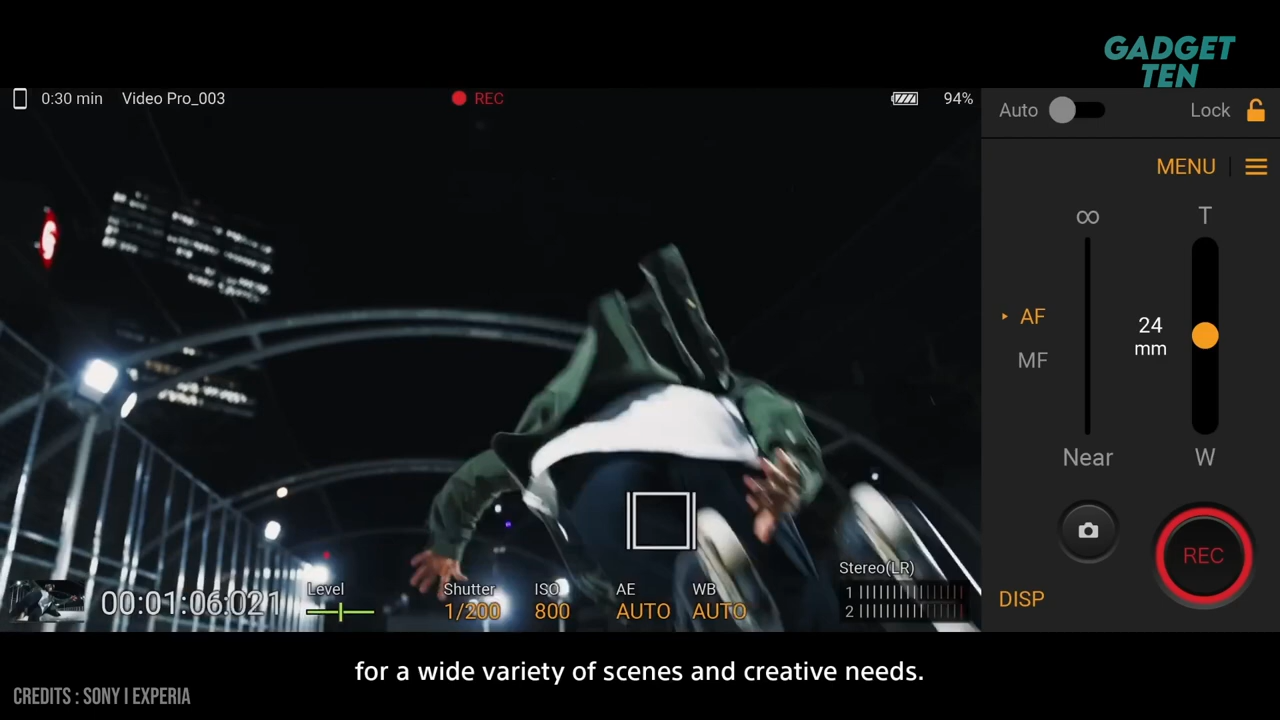 GADGET
TEN
0:30 min Video Pro_003 REC 94%
Auto Lock
MENU
∞ T
AF
24
mm
MF
Near W
REC
DISP
00:01:06:021
Level Shutter ISO AE WB
1/200 800 AUTO AUTO
Stereo(LR)
1
2
for a wide variety of scenes and creative needs.
CREDITS : SONY I EXPERIA